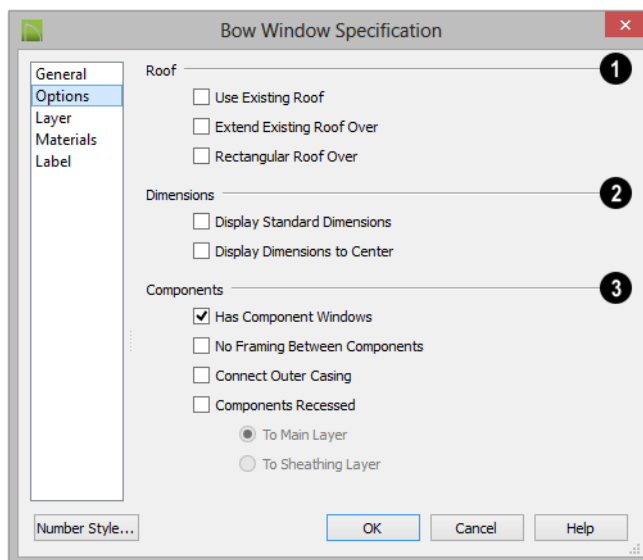 Bow Window Specification
General
Options
Layer
Materials
Label
Roof
1
Use Existing Roof
Extend Existing Roof Over
Rectangular Roof Over
Dimensions
2
Display Standard Dimensions
Display Dimensions to Center
Components
3
Has Component Windows
No Framing Between Components
Connect Outer Casing
Components Recessed
To Main Layer
To Sheathing Layer
Number Style...
OK
Cancel
Help